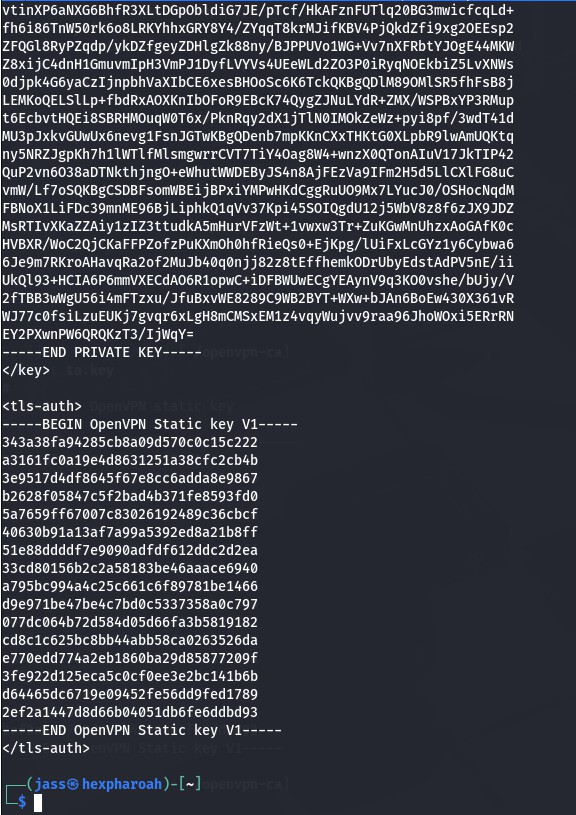 vtinXP6aNXG6BhfR3XLtDGpObldiG7JE/pTcf/HkAFznFUTlq20BG3mwicfcqLd+
fh6i86TnW50rk6o8LRKYhhxGRY8Y4/ZYqqT8krMJifKBV4PjQkdZfi9xg2OEEsp2
ZFQGl8RyPZqdp/ykDZfgeyZDHlgZk88ny/BJPPUVo1WG+Vv7nXFRbtYJOgE44MKW
Z8xijC4dnH1GmuvmIpH3VmPJ1DyfLVYVs4UEeWLd2ZO3P0iRyqNOEkbiZ5LvXNWs
0djpk4G6yaCzIjnpbhVaXIbCE6xesBHOoSc6K6TckQKBgQDlM89OMlSR5fhFsB8j
LEMKoQELSlLp+fbdRxAOXKnIbOFoR9EBcK74QygZJNuLYdR+ZMX/WSPBxYP3RMup
t6EcbvtHQEi8SBRHMOuqW0T6x/PknRqy2dX1jTlN0IMOkZeWz+pyi8pf/3wdT41d
MU3pJxkvGUwUx6nevg1FsnJGTwKBgQDenb7mpKKnCXxTHKtG0XLpbR9lwAmUQKtq
ny5NRZJgpKh7h1lWTlfMlsmgwrrCVT7TiY4Oag8W4+wnzX0QTonAIuV17JkTIP42
QuP2vn6O38aDTNkthjngO+eWhutWWDEByJS4n8AjFEzVa9IFm2H5d5LlCXlFG8uC
vmW/Lf7oSQKBgCSDBFsomWBEijBPxiYMPwHKdCggRuUO9Mx7LYucJ0/OSHocNqdM
FBNoX1LiFDc39mnME96BjLiphkQ1qVv37Kpi45SOIQgdU12j5WbV8z8f6zJX9JDZ
MsRTIvXKaZZAiy1zIZ3ttudkA5mHurVFzWt+1vwxw3Tr+ZuKGwMnUhzxAoGAfK0c
HVBXR/WoC2QjCKaFFPZofzPuKXmOh0hfRieQs0+EjKpg/lUiFxLcGYz1y6Cybwa6
6Je9m7RKroAHavqRa2of2MuJb40q0njj82z8tEffhemkODrUbyEdstAdPV5nE/ii
UkQl93+HCIA6P6mmVXECdAO6R1opwC+iDFBWUwECgYEAynV9q3KO0vshe/bUjy/V
2fTBB3wWgU56i4mFTzxu/JfuBxvWE8289C9WB2BYT+WXw+bJAn6BoEw430X361vR
WJ77c0fsiLzuEUKj7gvqr6xLgH8mCMSxEM1z4vqyWujvv9raa96JhoWOxi5ERrRN
EY2PXwnPW6QRQKzT3/IjWqY=
-----END PRIVATE KEY-----
</key>
<tls-auth>
-----BEGIN OpenVPN Static key V1-----
343a38fa94285cb8a09d570c0c15c222
a3161fc0a19e4d8631251a38cfc2cb4b
3e9517d4df8645f67e8cc6adda8e9867
b2628f05847c5f2bad4b371fe8593fd0
5a7659ff67007c83026192489c36cbcf
40630b91a13af7a99a5392ed8a21b8ff
51e88ddddf7e9090adfdf612ddc2d2ea
33cd80156b2c2a58183be46aaace6940
a795bc994a4c25c661c6f89781be1466
d9e971be47be4c7bd0c5337358a0c797
077dc064b72d584d05d66fa3b5819182
cd8c1c625bc8bb44abb58ca0263526da
e770edd774a2eb1860ba29d85877209f
3fe922d125eca5c0cf0ee3e2bc141b6b
d64465dc6719e09452fe56dd9fed1789
2ef2a1447d8d66b04051db6fe6ddbd93
-----END OpenVPN Static key V1-----
</tls-auth>
┌──(jass㉿hexpharoah)-[~]
└─$